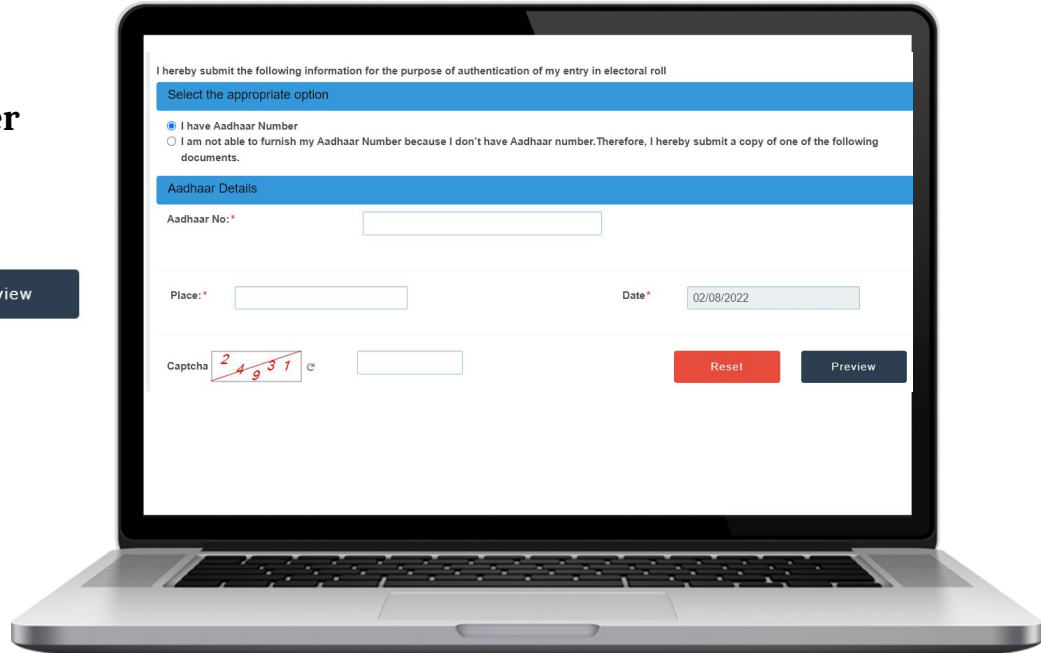 er
view
I hereby submit the following information for the purpose of authentication of my entry in electoral roll
Select the appropriate option
I have Aadhaar Number
I am not able to furnish my Aadhaar Number because I don't have Aadhaar number.Therefore, I hereby submit a copy of one of the following
documents.
Aadhaar Details
Aadhaar No:*
Place:* Date* 02/08/2022
Captcha 24931 Reset Preview